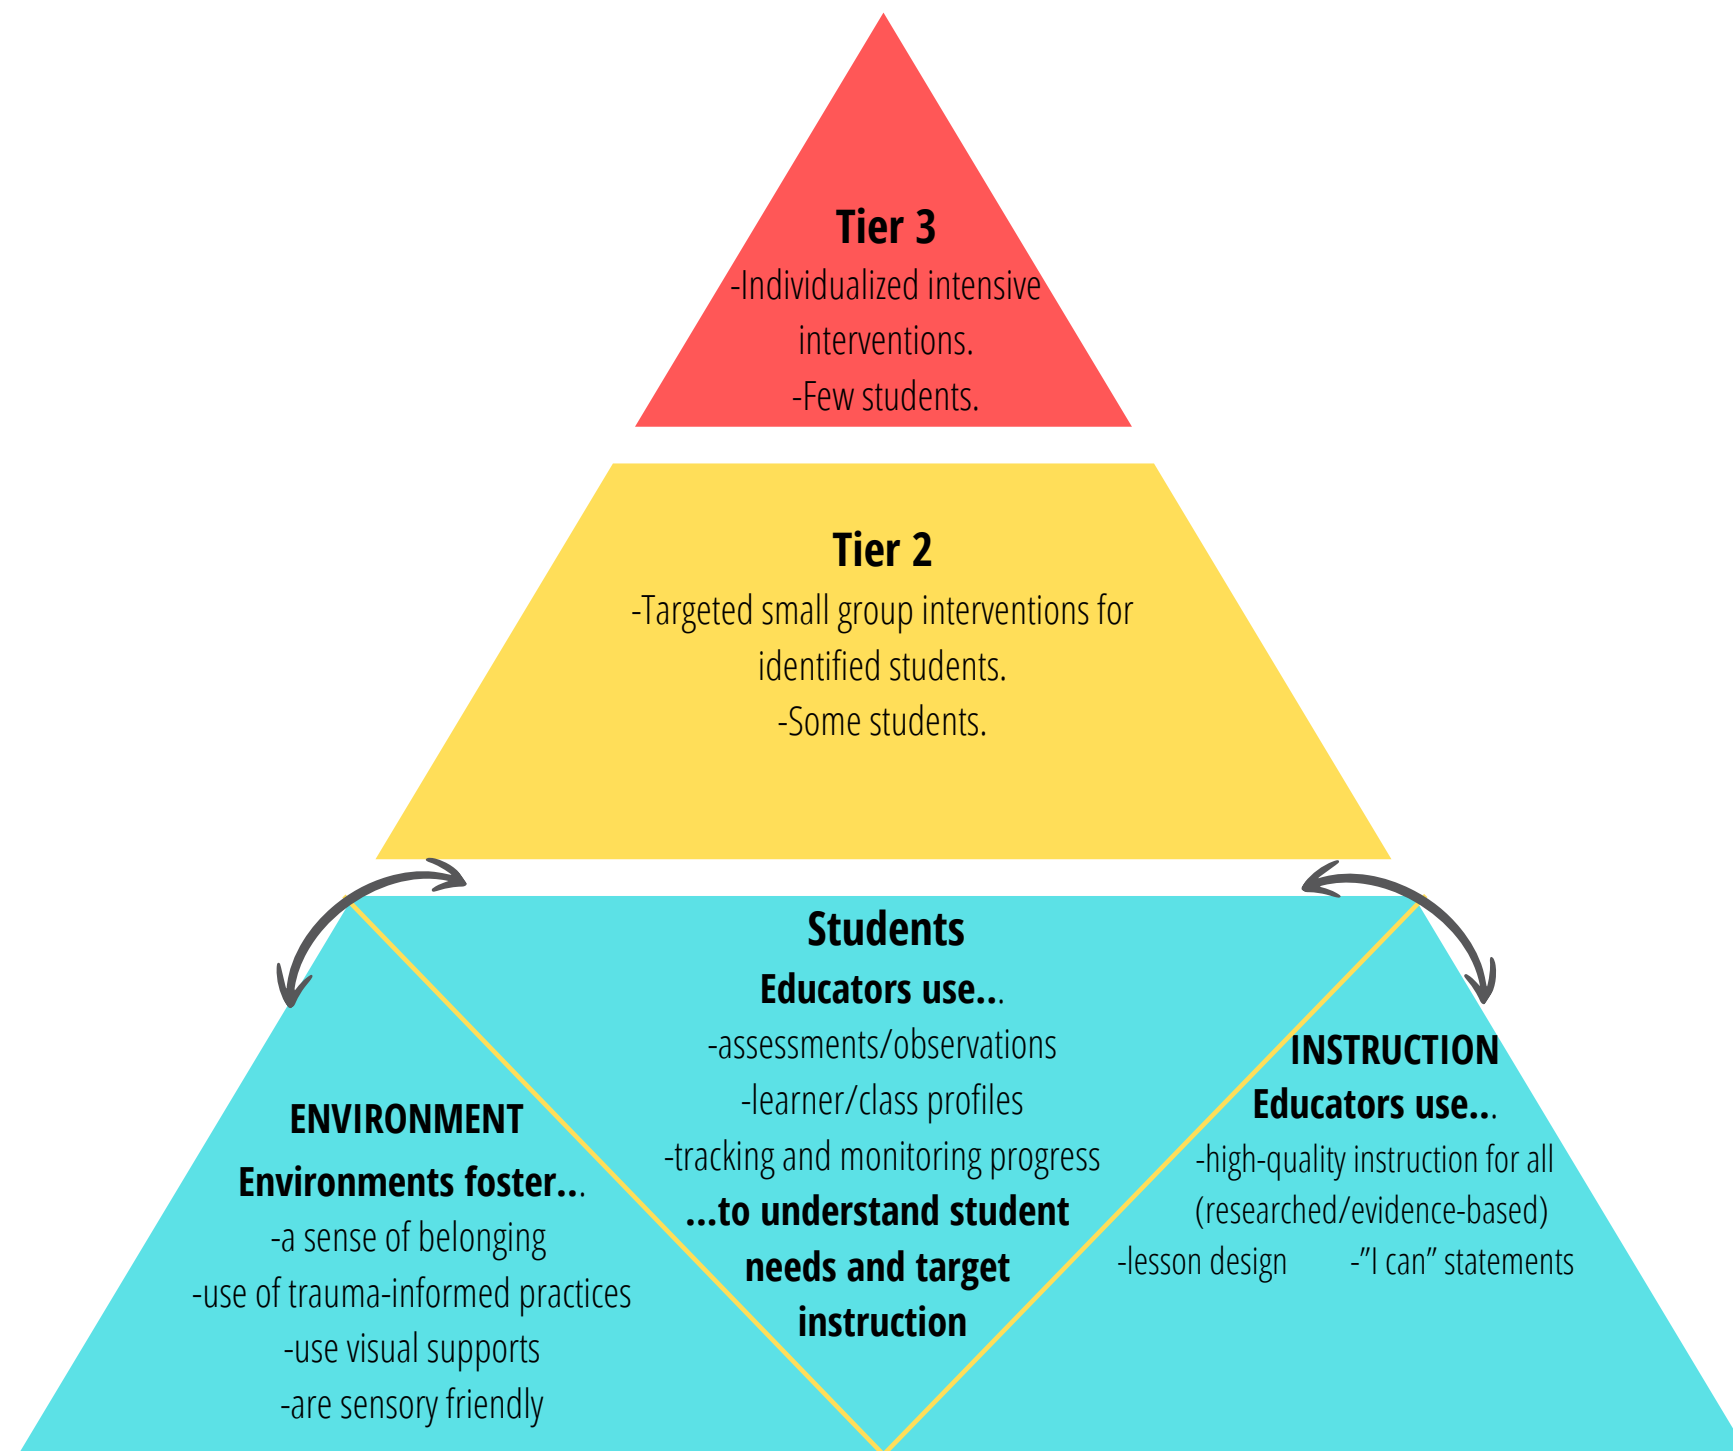 Tier 3
-Individualized intensive
interventions.
-Few students.
Tier 2
-Targeted small group interventions for
identified students.
-Some students.
Students
Educators use...
-assessments/observations
-learner/class profiles
-tracking and monitoring progress
...to understand student
needs and target
instruction
ENVIRONMENT
Environments foster...
-a sense of belonging
-use of trauma-informed practices
-use visual supports
-are sensory friendly
INSTRUCTION
Educators use...
-high-quality instruction for all
(researched/evidence-based)
-lesson design -”I can” statements